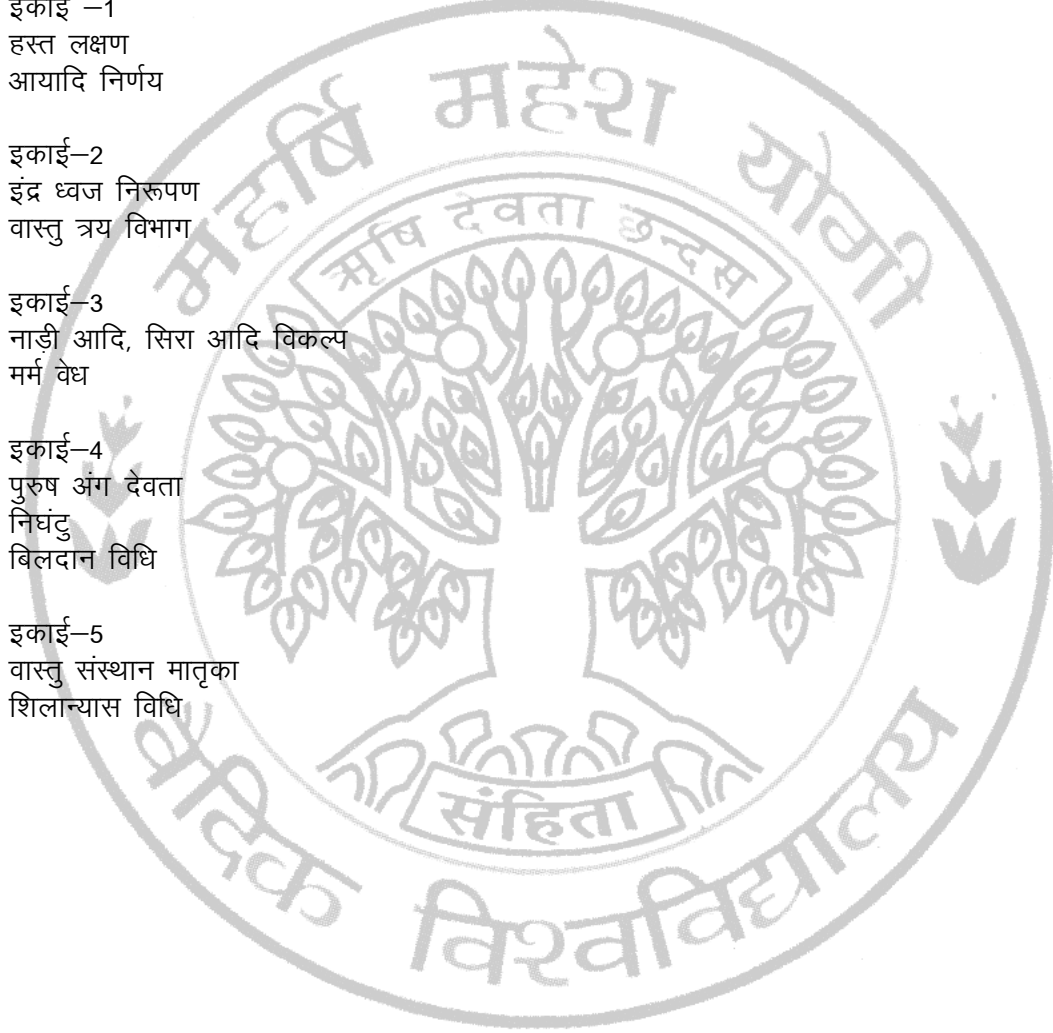 इकाई –1
हस्त लक्षण
आयादि निर्णय
इकाई–2
इंद्र ध्वज निरूपण
वास्तु त्रय विभाग
इकाई–3
नाड़ी आदि, सिरा आदि विकल्प
मर्म वेध
इकाई–4
पुरुष अंग देवता
निघंटु
बिलदान विधि
इकाई–5
वास्तु संस्थान मातृका
शिलान्यास विधि
महर्षि महेश योगी
ऋषि देवता छन्दस
संहिता
वैदिक विश्वविद्यालय